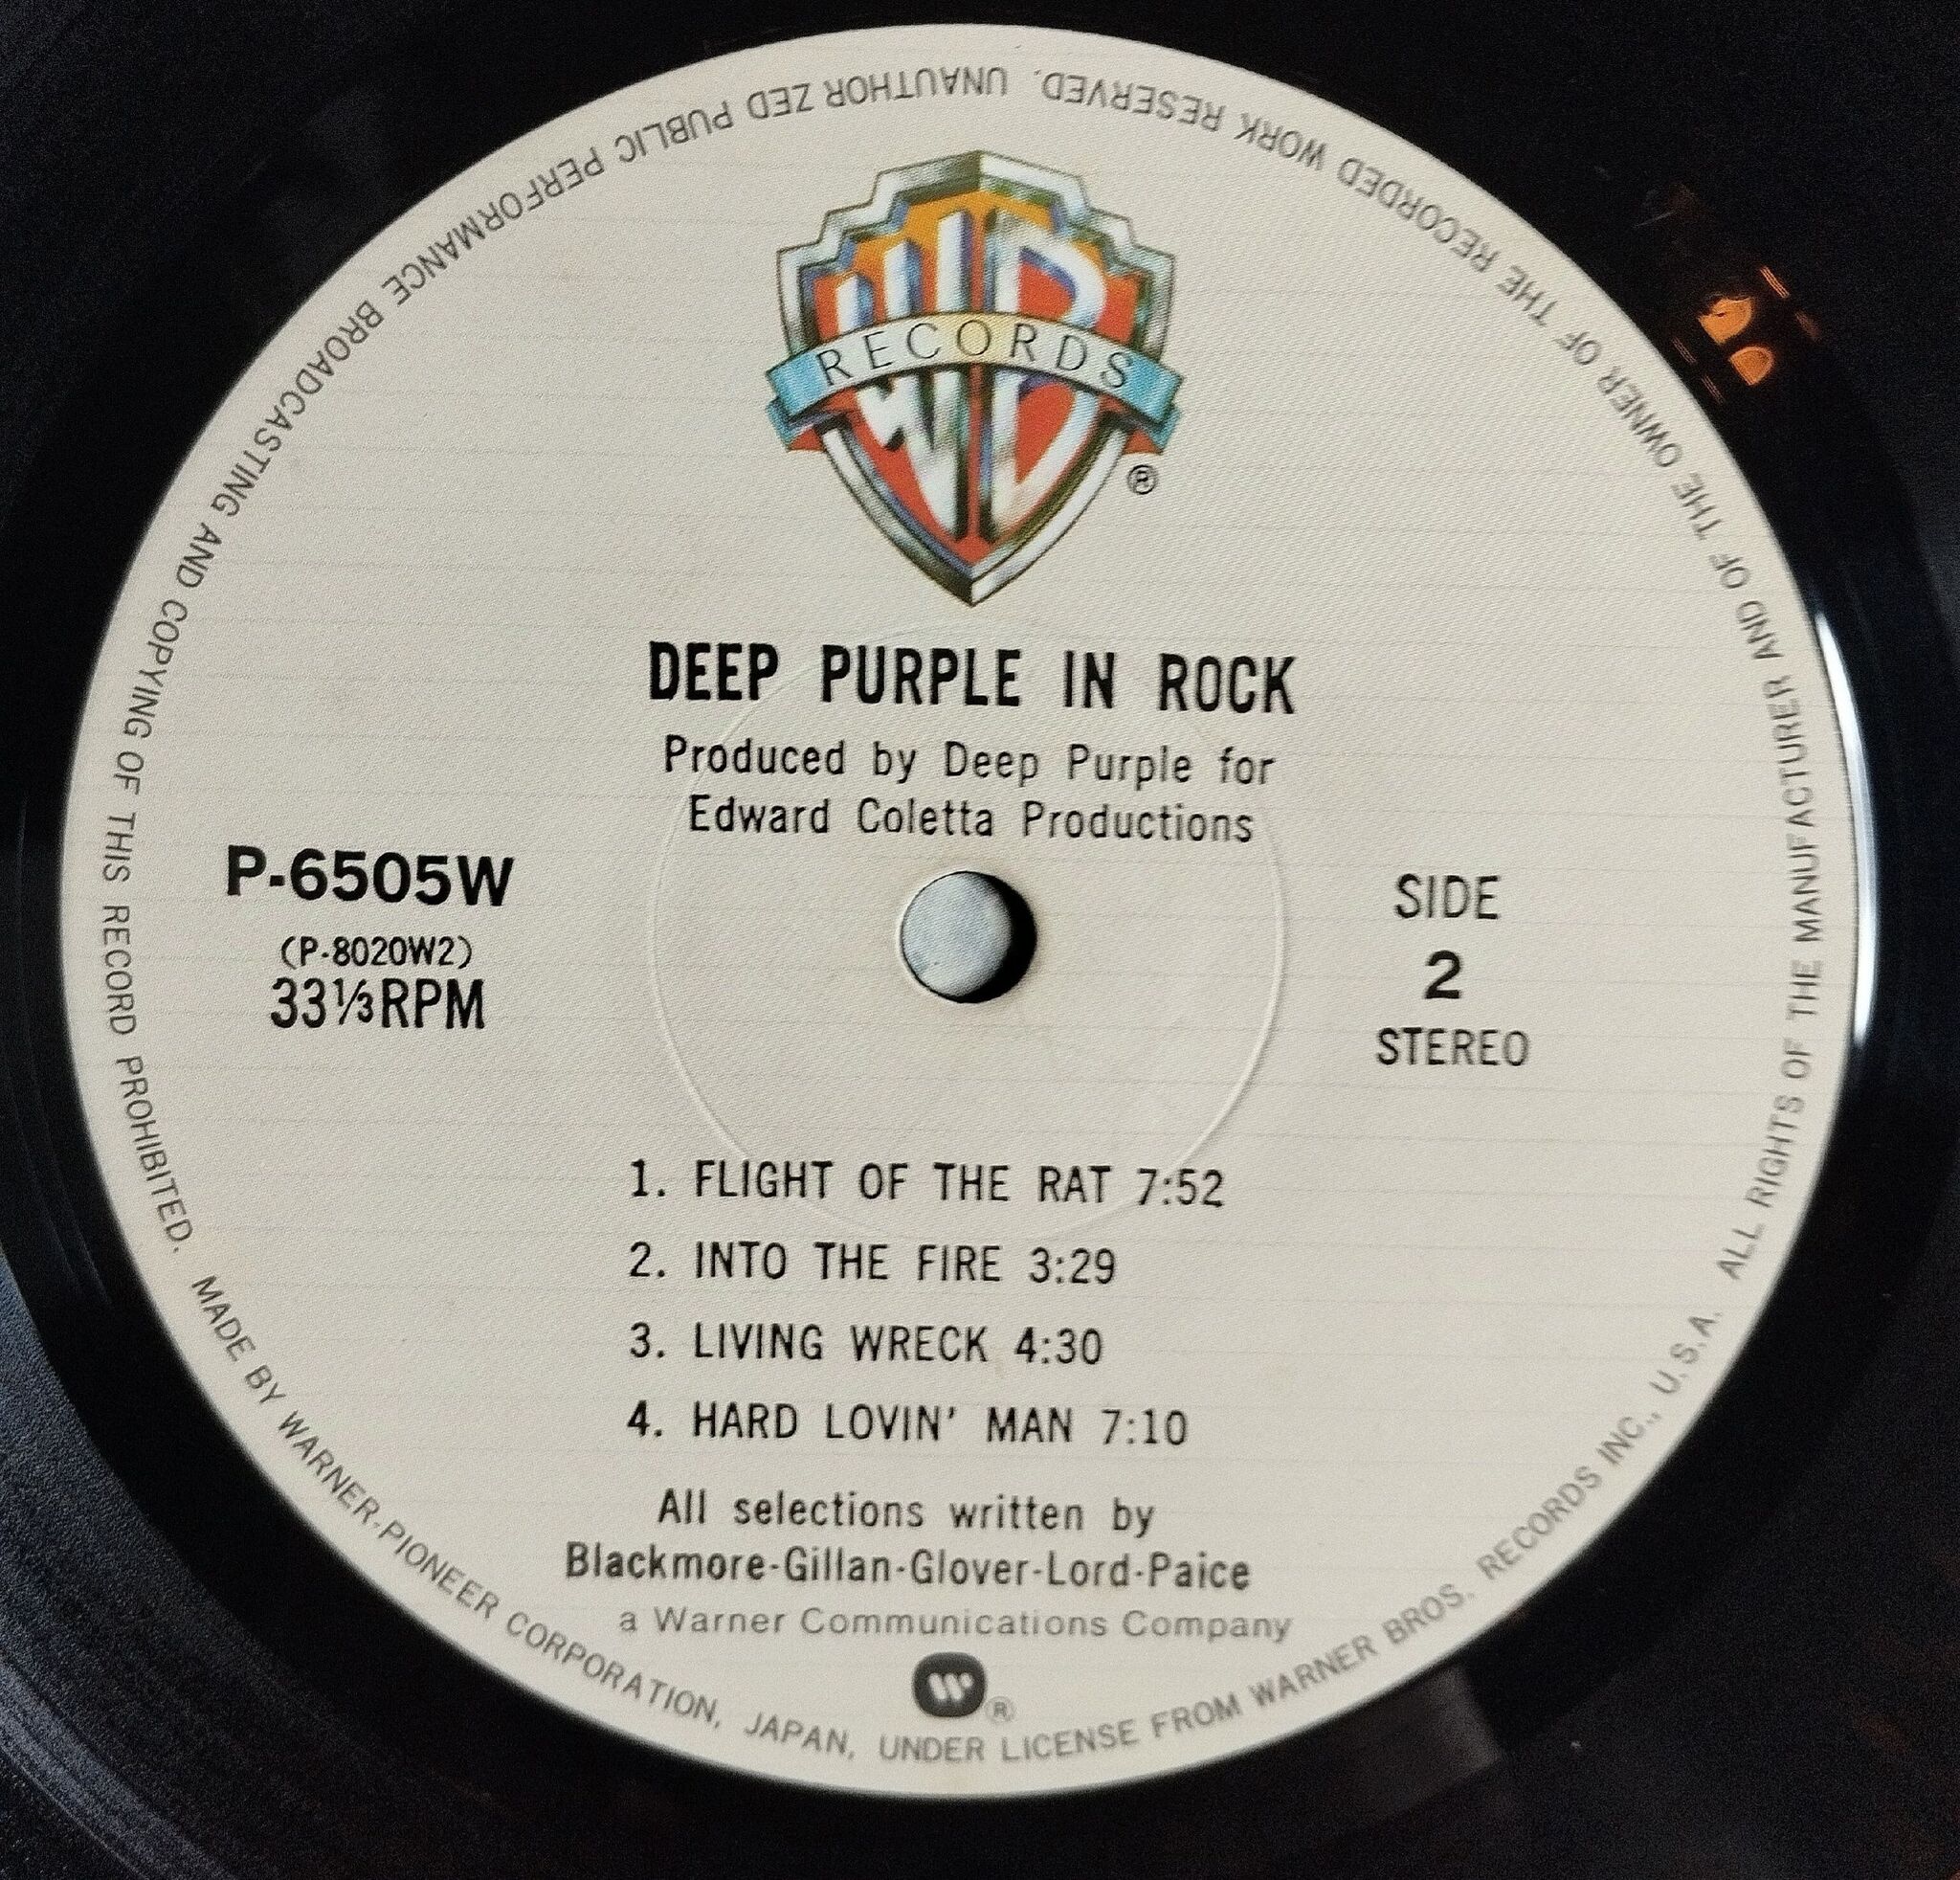 WB
RECORDS
®
DEEP PURPLE IN ROCK
Produced by Deep Purple for
Edward Coletta Productions
P-6505W
(P-8020W2)
33⅓RPM
SIDE
2
STEREO
1. FLIGHT OF THE RAT 7:52
2. INTO THE FIRE 3:29
3. LIVING WRECK 4:30
4. HARD LOVIN' MAN 7:10
All selections written by
Blackmore-Gillan-Glover-Lord-Paice
a Warner Communications Company
®
MADE BY WARNER-PIONEER CORPORATION, JAPAN, UNDER LICENSE FROM WARNER BROS. RECORDS INC., U.S.A. ALL RIGHTS OF THE MANUFACTURER AND OF THE OWNER OF THE RECORDED WORK RESERVED. UNAUTHOR ZED PUBLIC PERFORMANCE BROADCASTING AND COPYING OF THIS RECORD PROHIBITED.